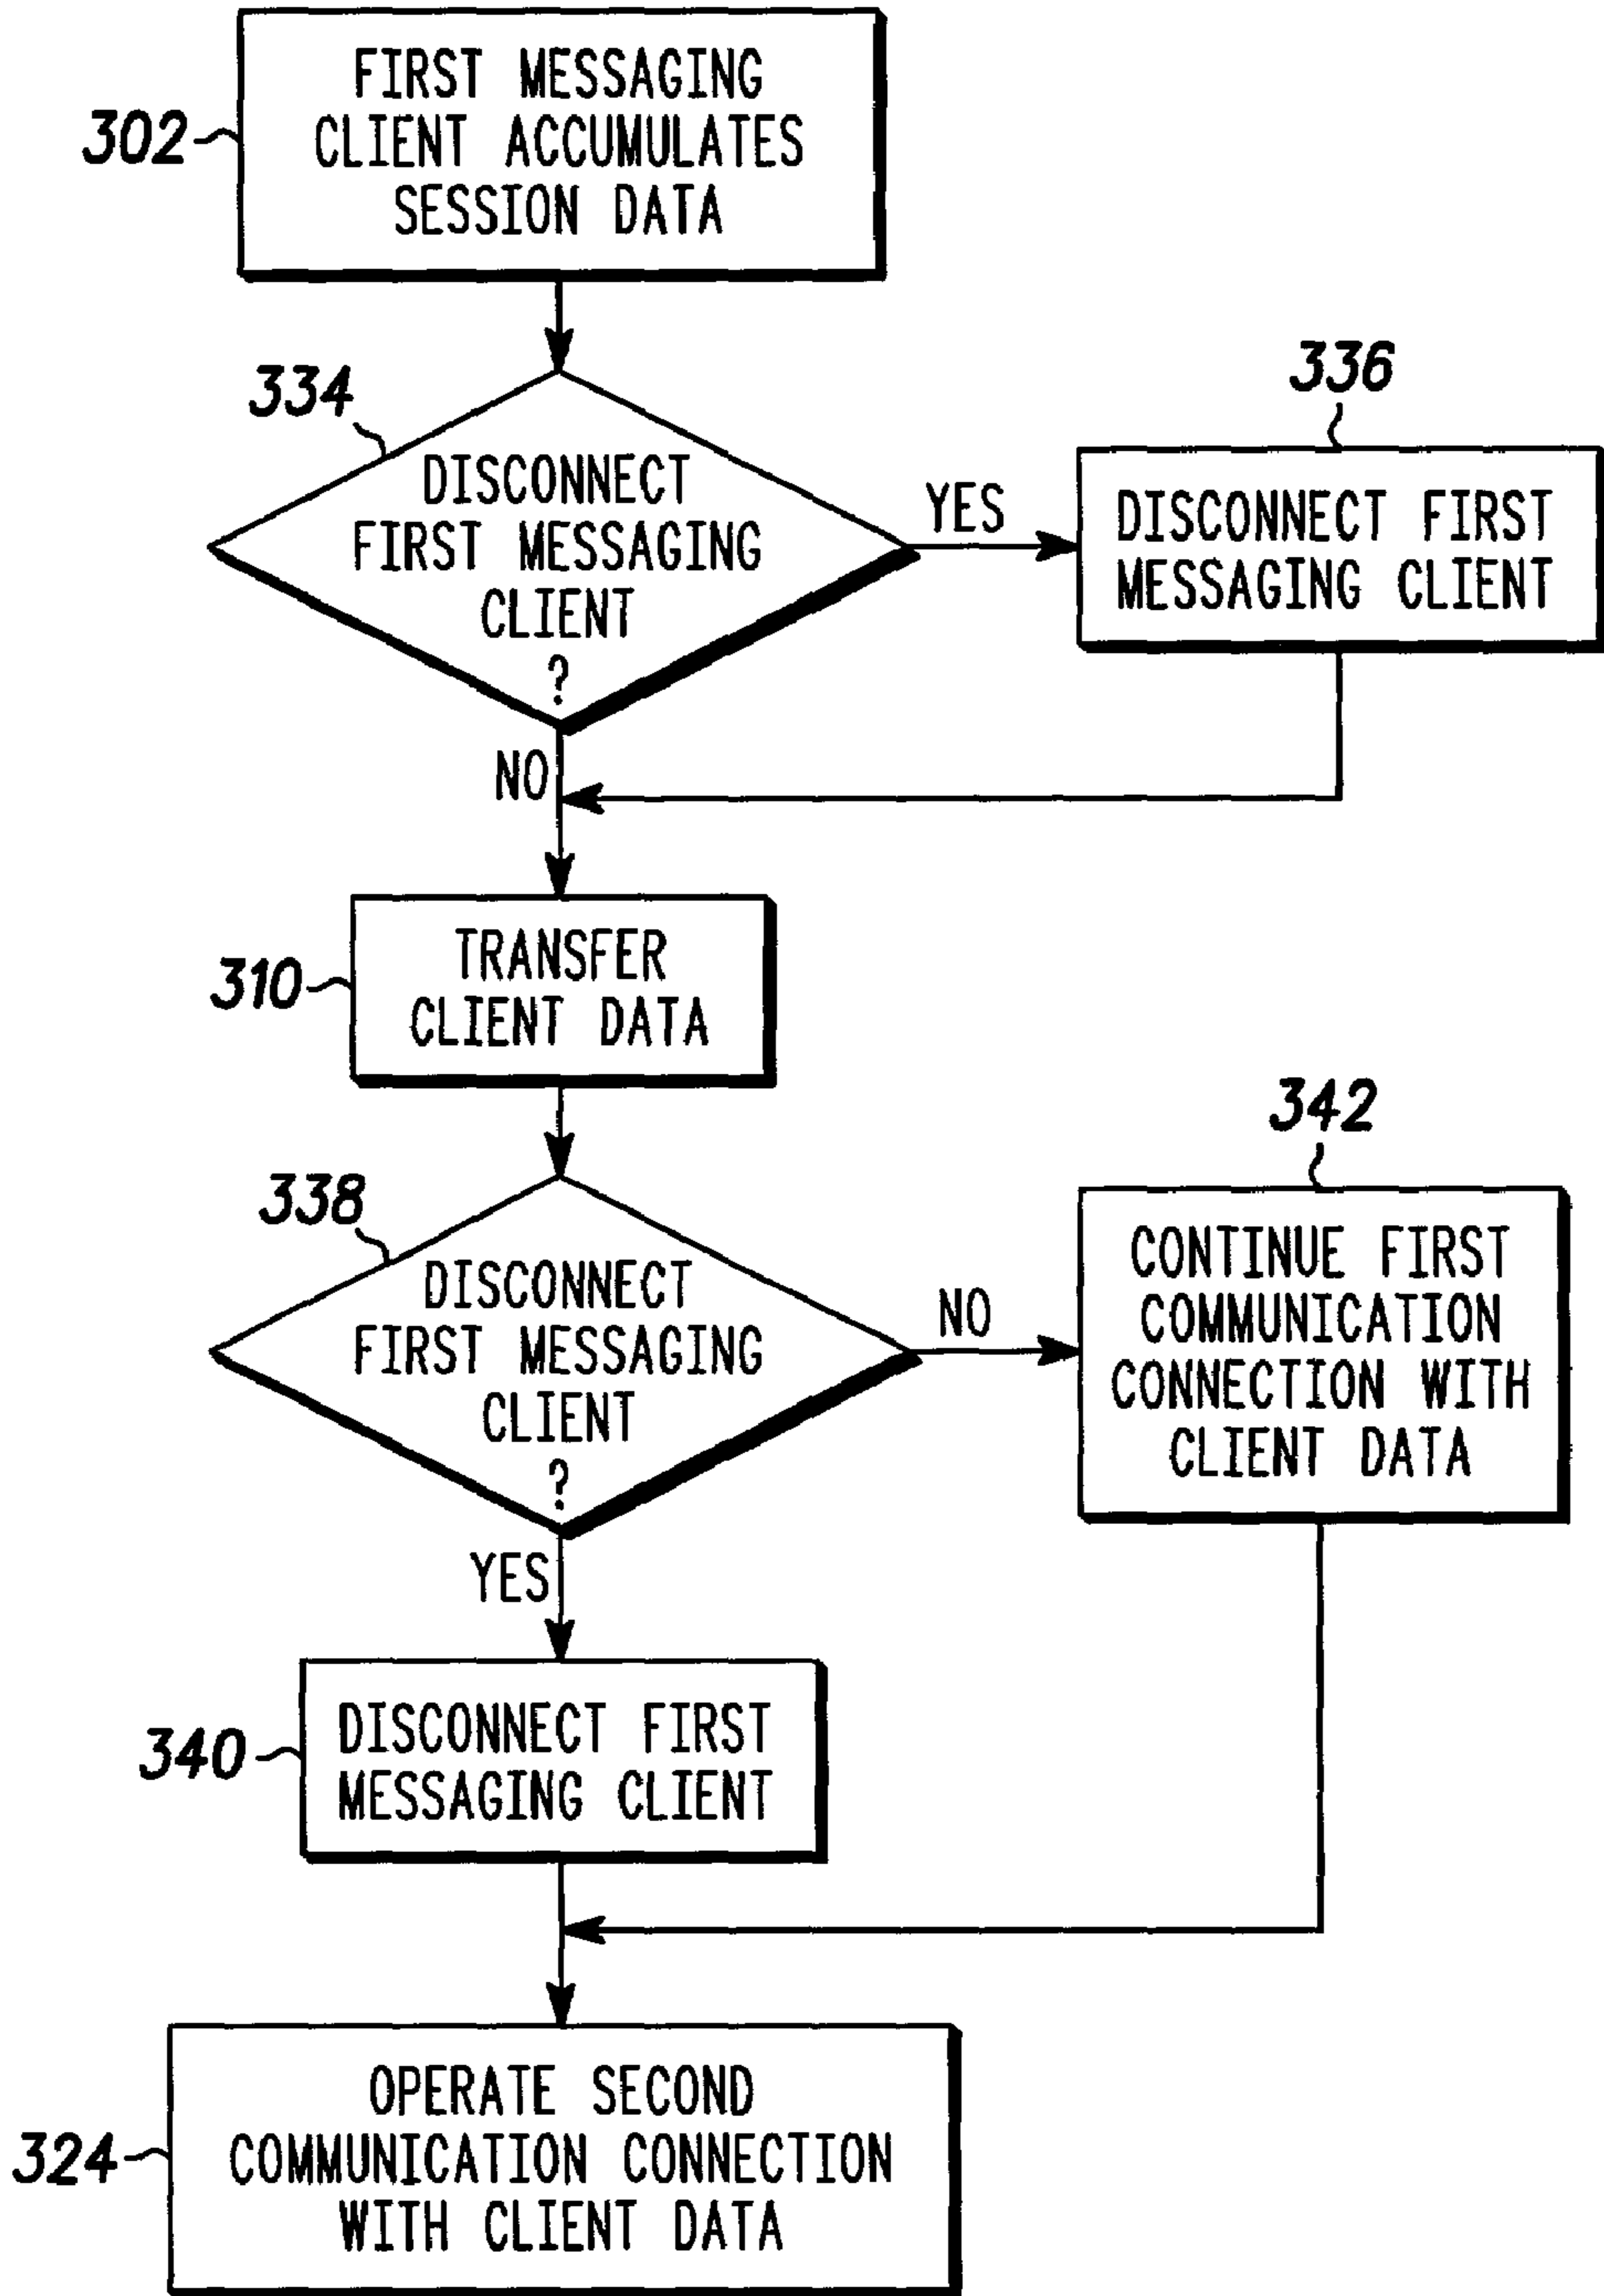 302
FIRST MESSAGING
CLIENT ACCUMULATES
SESSION DATA
334
DISCONNECT
FIRST MESSAGING
CLIENT
?
YES
336
DISCONNECT FIRST
MESSAGING CLIENT
NO
310
TRANSFER
CLIENT DATA
338
DISCONNECT
FIRST MESSAGING
CLIENT
?
NO
342
CONTINUE FIRST
COMMUNICATION
CONNECTION WITH
CLIENT DATA
YES
340
DISCONNECT FIRST
MESSAGING CLIENT
324
OPERATE SECOND
COMMUNICATION CONNECTION
WITH CLIENT DATA